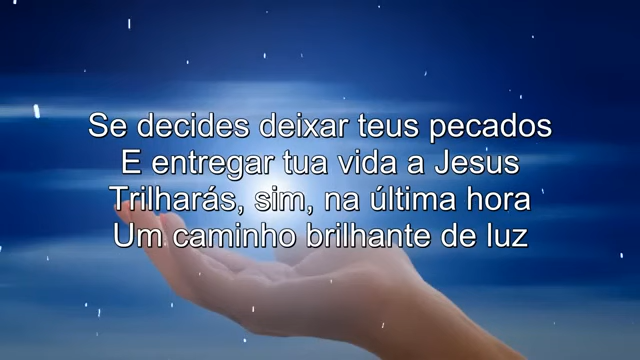 Se decides deixar teus pecados
E entregar tua vida a Jesus
Trilharás, sim, na última hora
Um caminho brilhante de luz